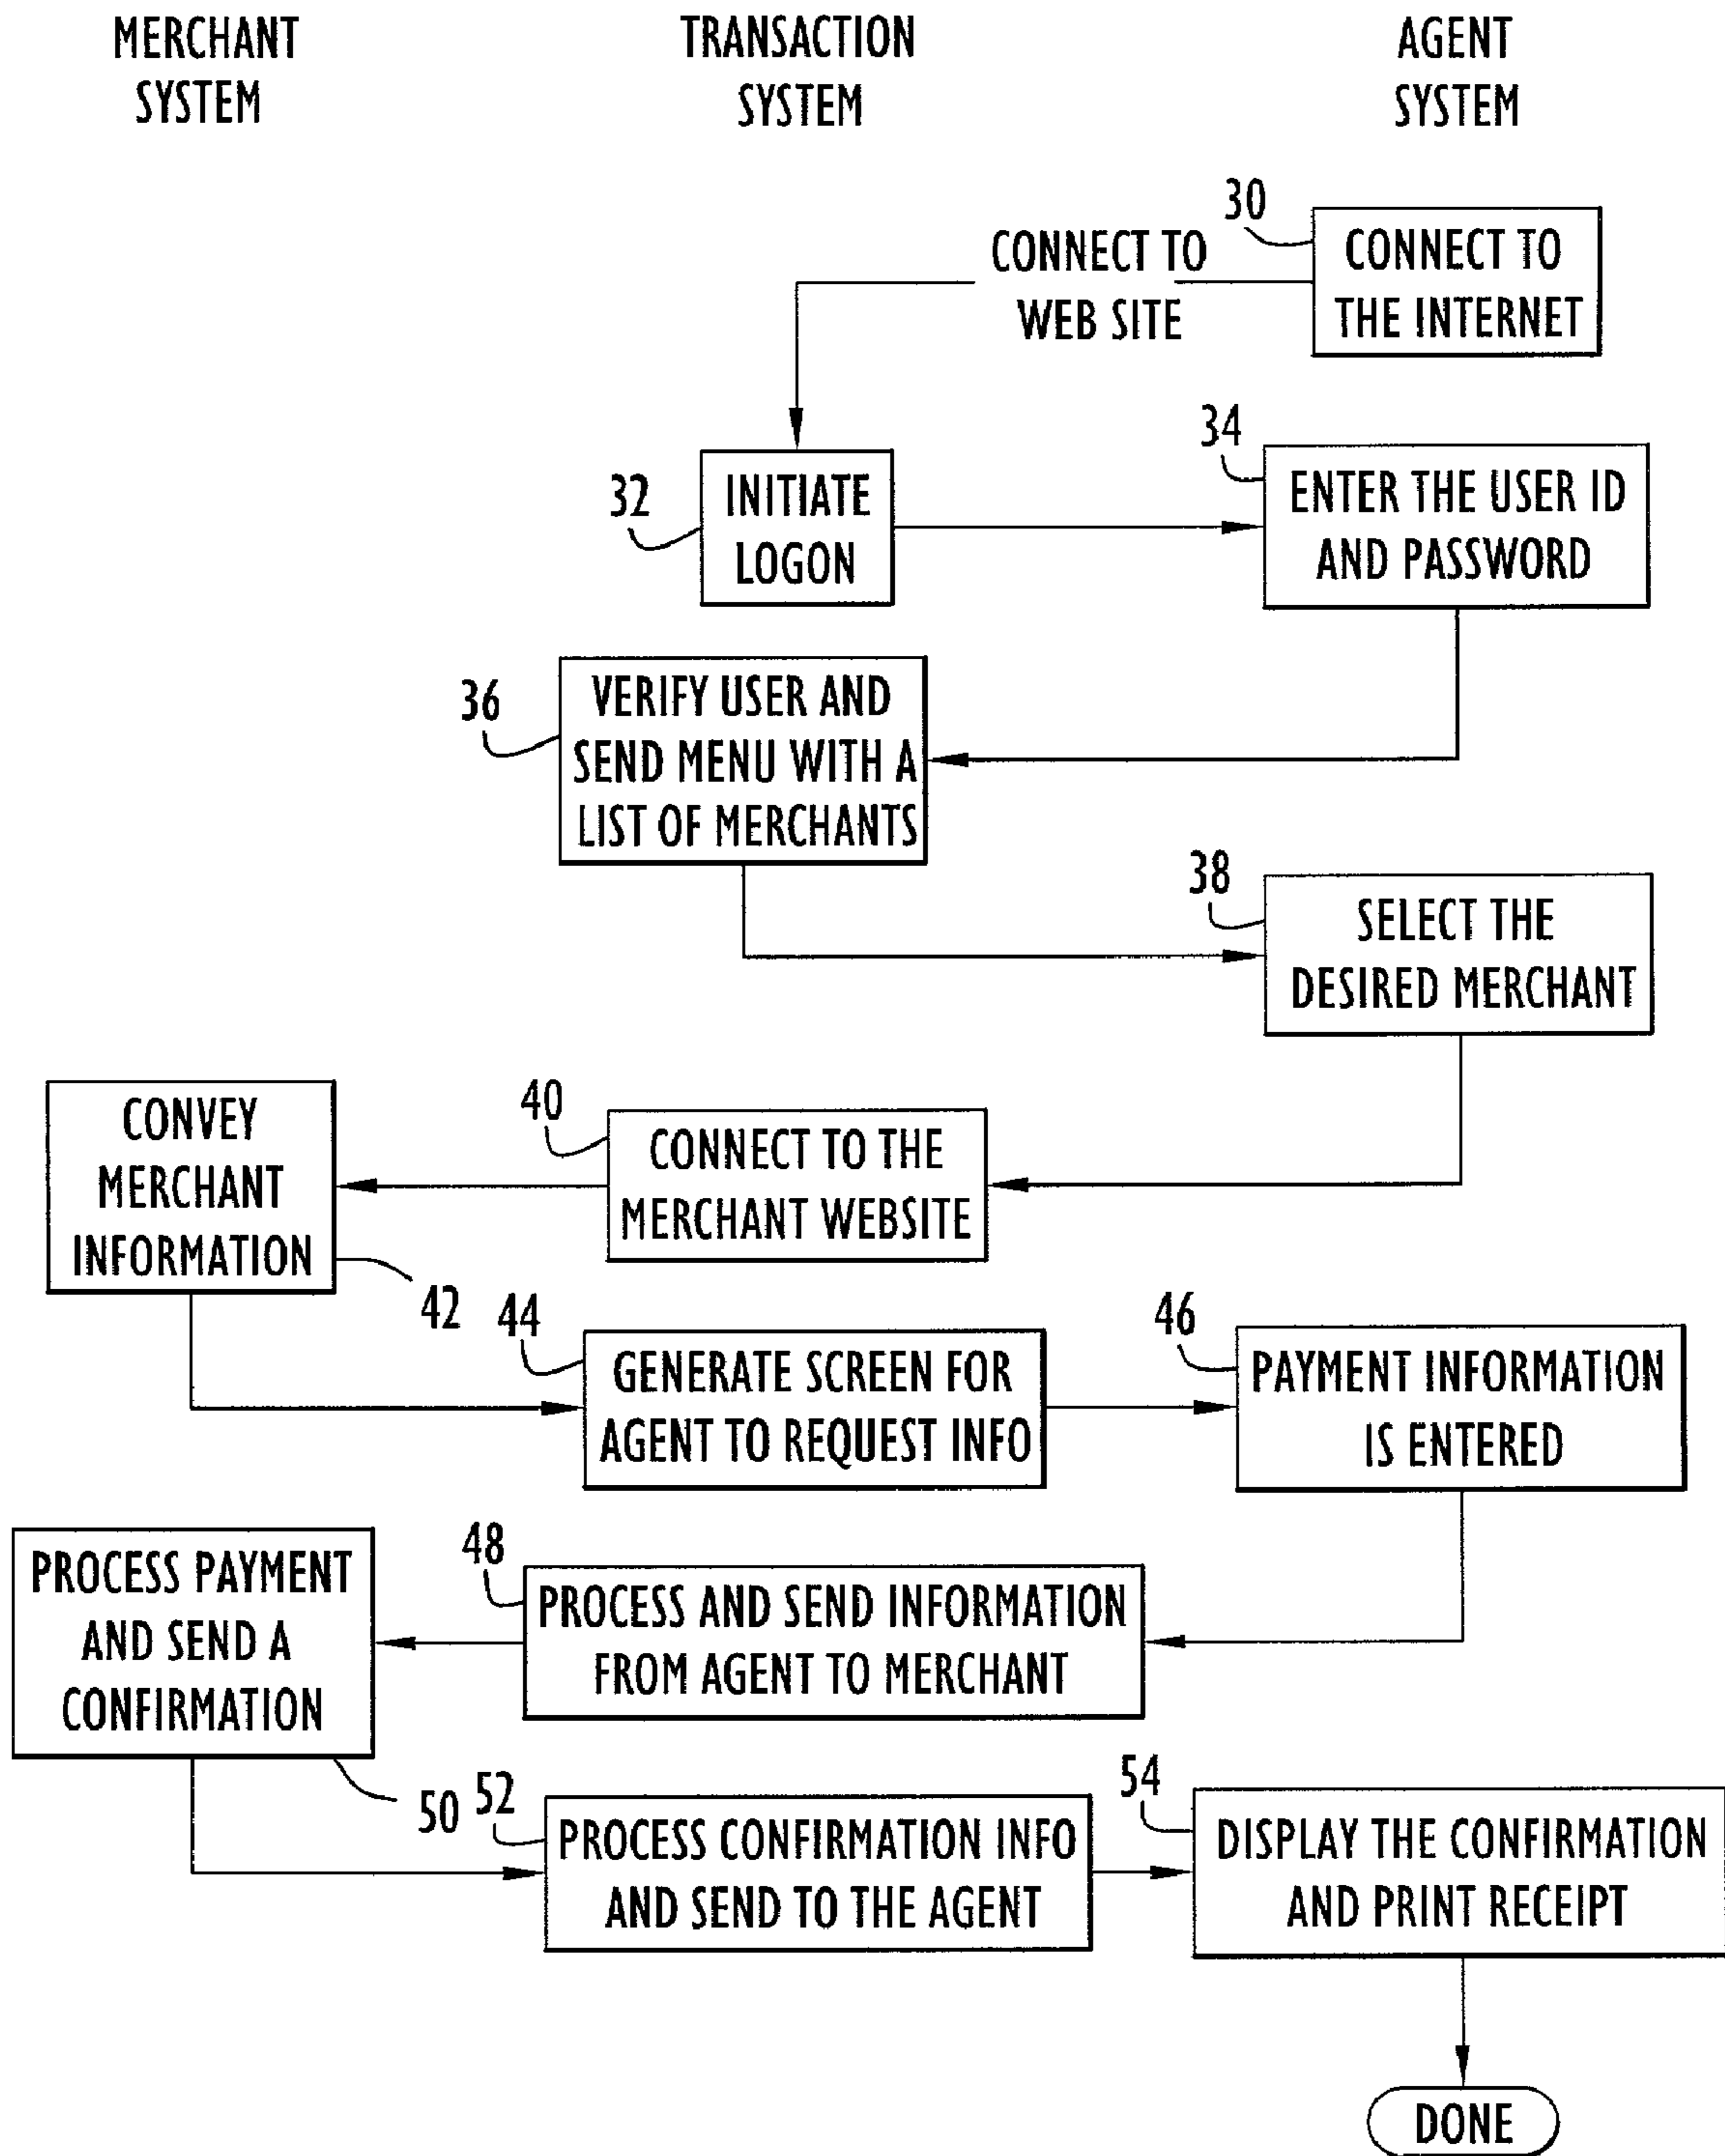 MERCHANT
SYSTEM
TRANSACTION
SYSTEM
AGENT
SYSTEM
30
CONNECT TO
THE INTERNET
CONNECT TO
WEB SITE
32
INITIATE
LOGON
34
ENTER THE USER ID
AND PASSWORD
36
VERIFY USER AND
SEND MENU WITH A
LIST OF MERCHANTS
38
SELECT THE
DESIRED MERCHANT
40
CONNECT TO THE
MERCHANT WEBSITE
CONVEY
MERCHANT
INFORMATION
42
44
GENERATE SCREEN FOR
AGENT TO REQUEST INFO
46
PAYMENT INFORMATION
IS ENTERED
48
PROCESS AND SEND INFORMATION
FROM AGENT TO MERCHANT
PROCESS PAYMENT
AND SEND A
CONFIRMATION
50
52
PROCESS CONFIRMATION INFO
AND SEND TO THE AGENT
54
DISPLAY THE CONFIRMATION
AND PRINT RECEIPT
DONE